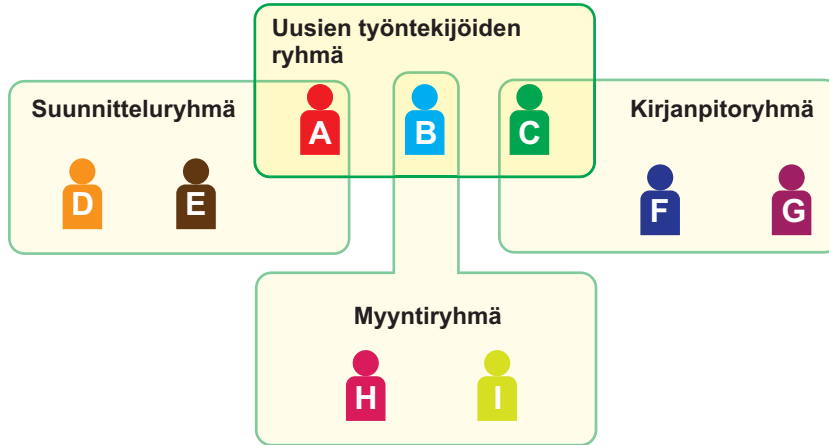 Uusien työntekijöiden
ryhmä
Suunnitteluryhmä
Kirjanpitoryhmä
A
B
C
D
E
F
G
Myyntiryhmä
H
I